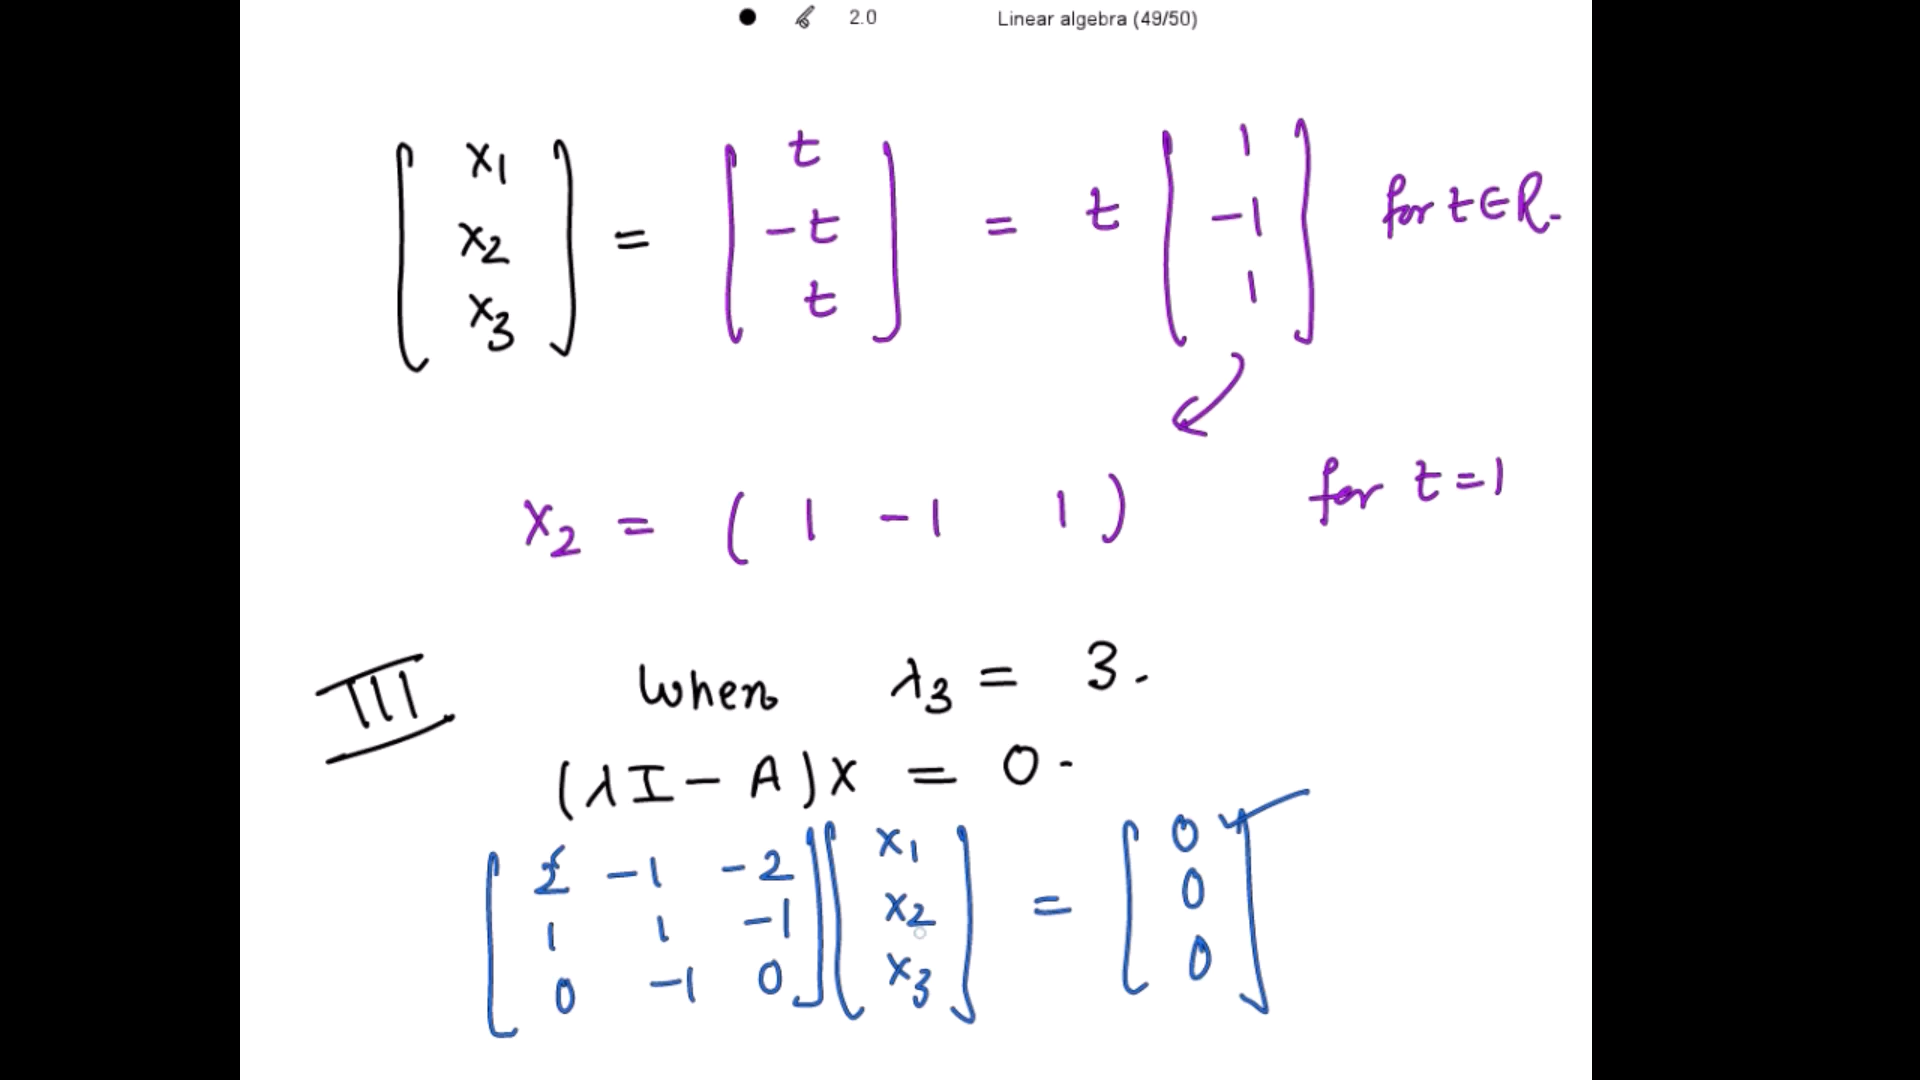 2.0 Linear algebra (49/50)
[ x1 x2 x3 ] = [ t -t t ] = t [ 1 -1 1 ] for t∈R.
x2 = ( 1 -1 1 ) for t=1
III when λ3 = 3.
(λI - A)x = 0.
[ 2 -1 -2 ] [ x1 ] = [ 0 ]
[ 1 1 -1 ] [ x2 ] [ 0 ]
[ 0 -1 0 ] [ x3 ] [ 0 ]